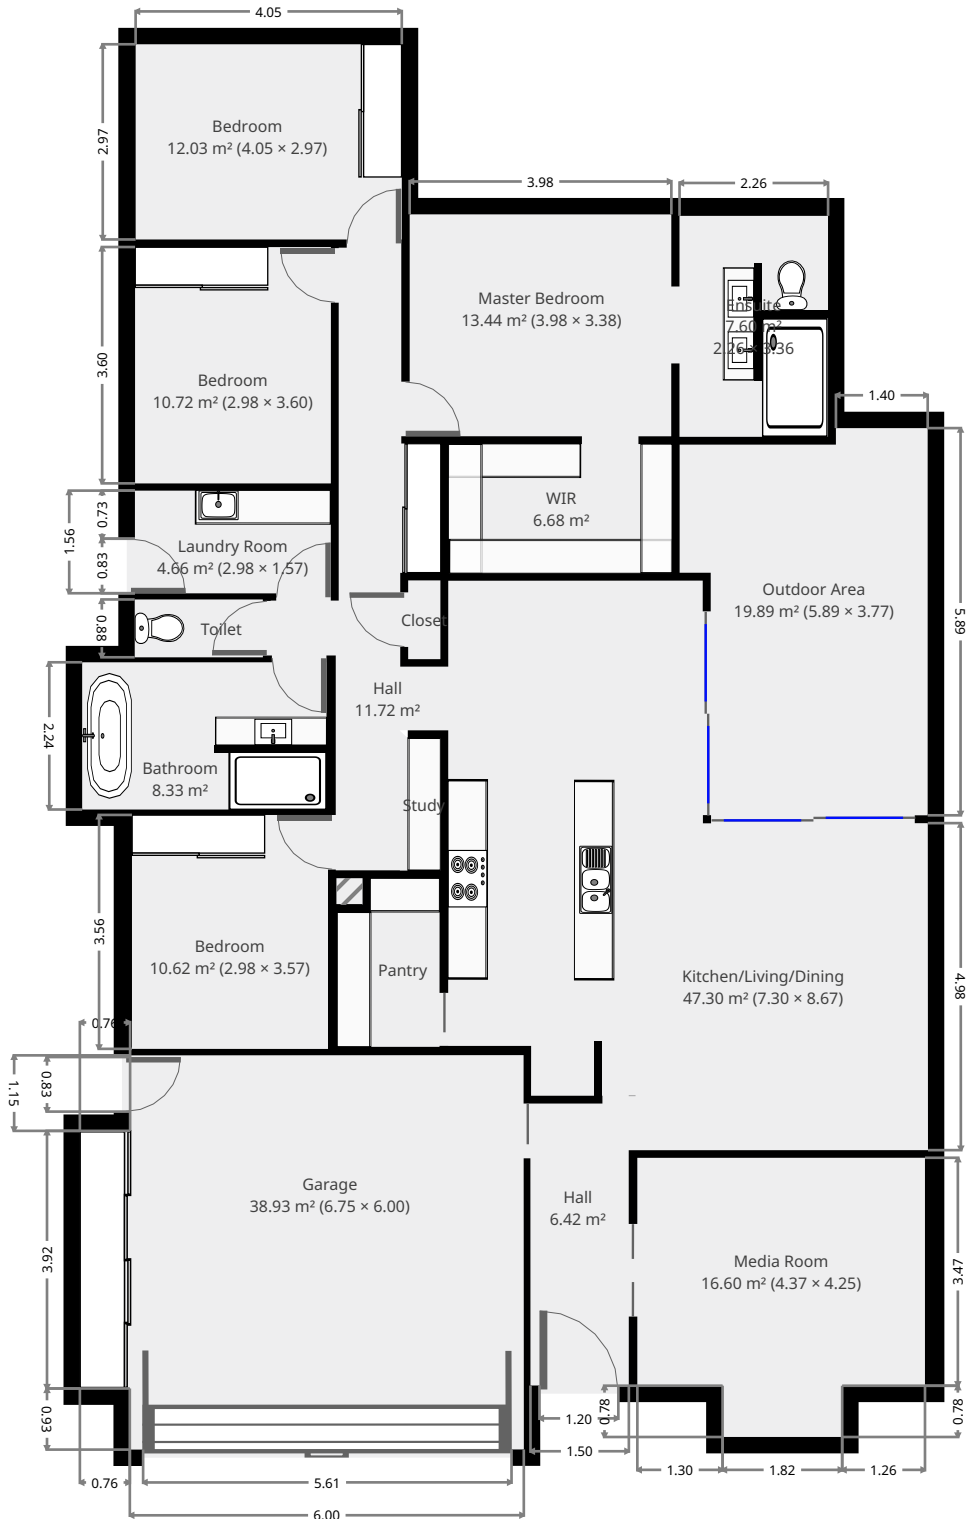 4.05
2.97
Bedroom
12.03 m² (4.05 × 2.97)
3.98
2.26
Master Bedroom
13.44 m² (3.98 × 3.38)
Ensuite
7.60 m²
2.26 × 3.36
3.60
Bedroom
10.72 m² (2.98 × 3.60)
1.40
WIR
6.68 m²
0.73
1.56
0.83
Laundry Room
4.66 m² (2.98 × 1.57)
Outdoor Area
19.89 m² (5.89 × 3.77)
5.89
0.88
Toilet
Closet
Hall
11.72 m²
2.24
Bathroom
8.33 m²
Study
3.56
Bedroom
10.62 m² (2.98 × 3.57)
Pantry
Kitchen/Living/Dining
47.30 m² (7.30 × 8.67)
4.98
0.76
1.15
0.83
Garage
38.93 m² (6.75 × 6.00)
Hall
6.42 m²
3.92
Media Room
16.60 m² (4.37 × 4.25)
3.47
0.93
0.78
0.78
1.20
1.50
1.30
1.82
1.26
0.76
5.61
6.00